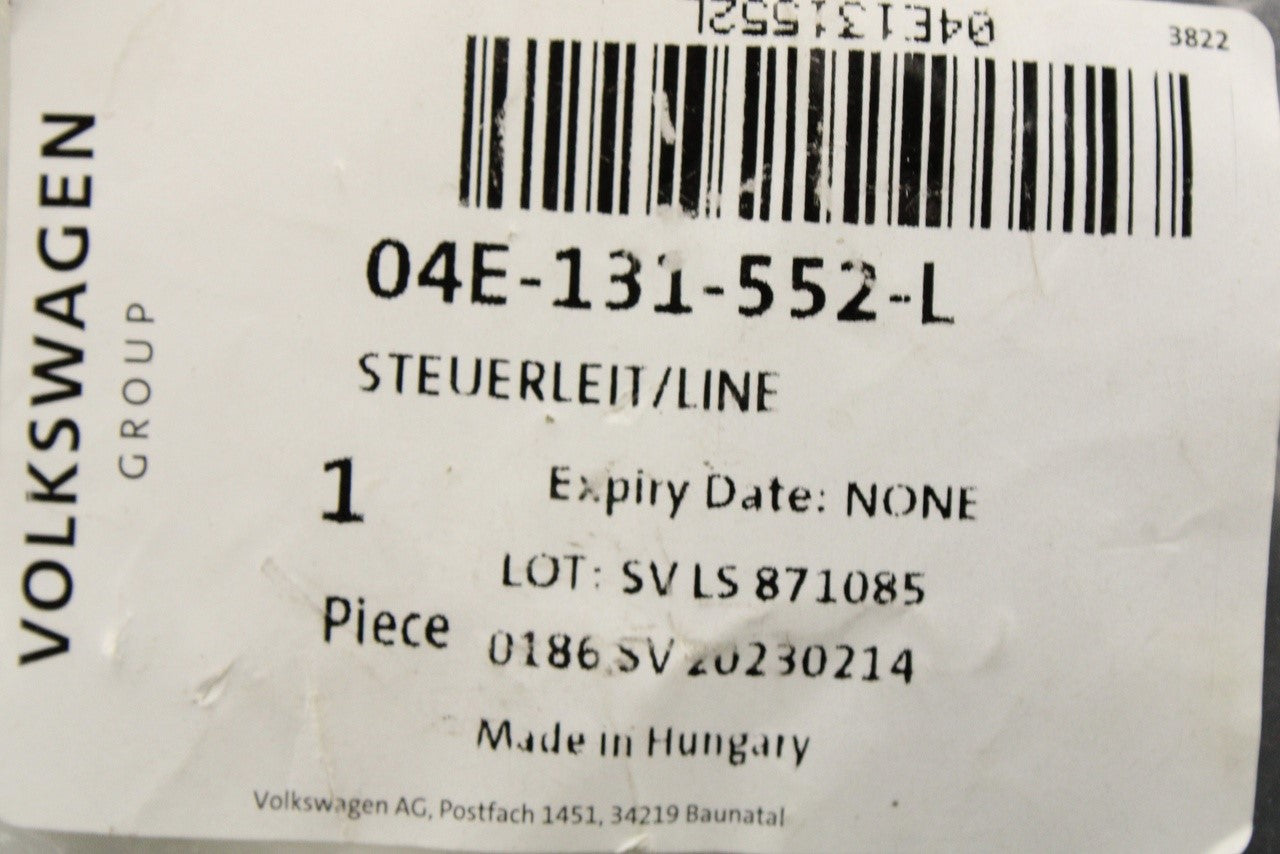 04E131552L
3822
04E-131-552-L
STEUERLEIT/LINE
1
Expiry Date: NONE
LOT: SV LS 871085
Piece
0186 SV 20230214
Made in Hungary
Volkswagen AG, Postfach 1451, 34219 Baunatal
VOLKSWAGEN
GROUP